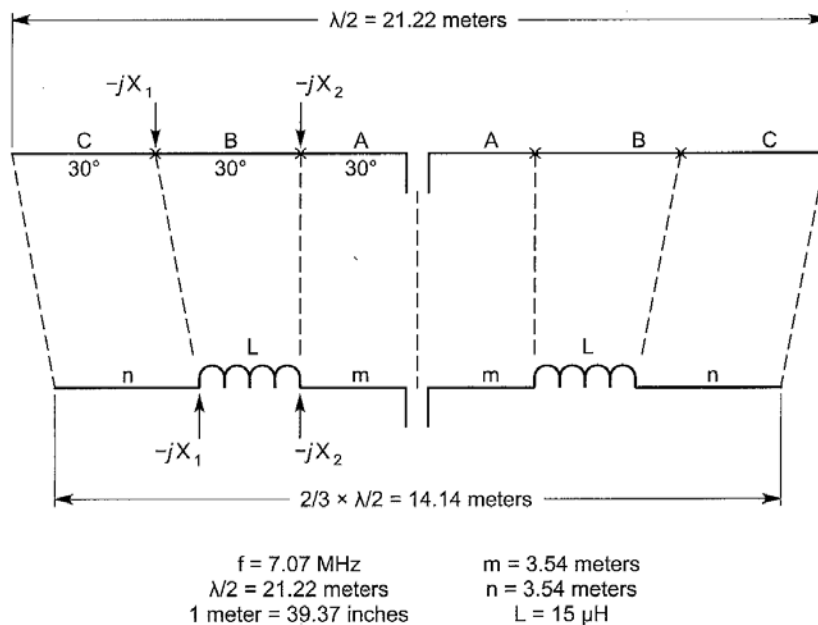 λ/2 = 21.22 meters
–jX1 –jX2
C B A A B C
30° 30° 30°
L L
n m m n
–jX1 –jX2
2/3 × λ/2 = 14.14 meters
f = 7.07 MHz m = 3.54 meters
λ/2 = 21.22 meters n = 3.54 meters
1 meter = 39.37 inches L = 15 μH